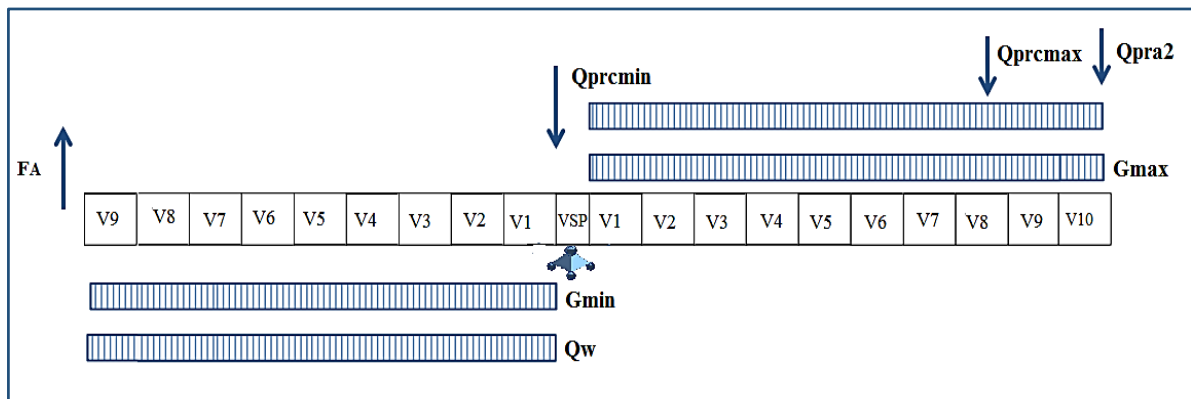 Qprcmax
Qpra2
Qprcmin
FA
Gmax
V9 V8 V7 V6 V5 V4 V3 V2 V1 VSP V1 V2 V3 V4 V5 V6 V7 V8 V9 V10
Gmin
Qw